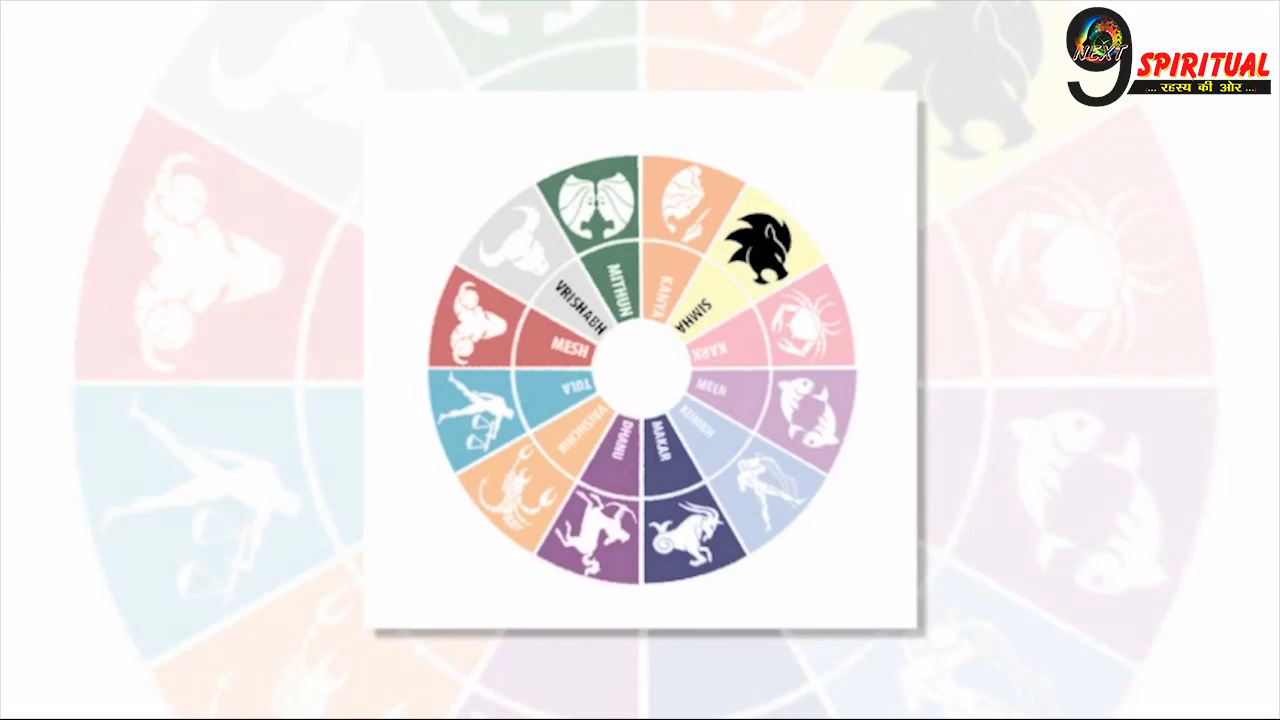 9
NEXT
SPIRITUAL
... रहस्य की ओर ...
MITHUN
KANYA
VRISHABH
SIMHA
MESH
KARK
TULA
MEEN
VRISHCHIK
KUMBH
DHANU
MAKAR